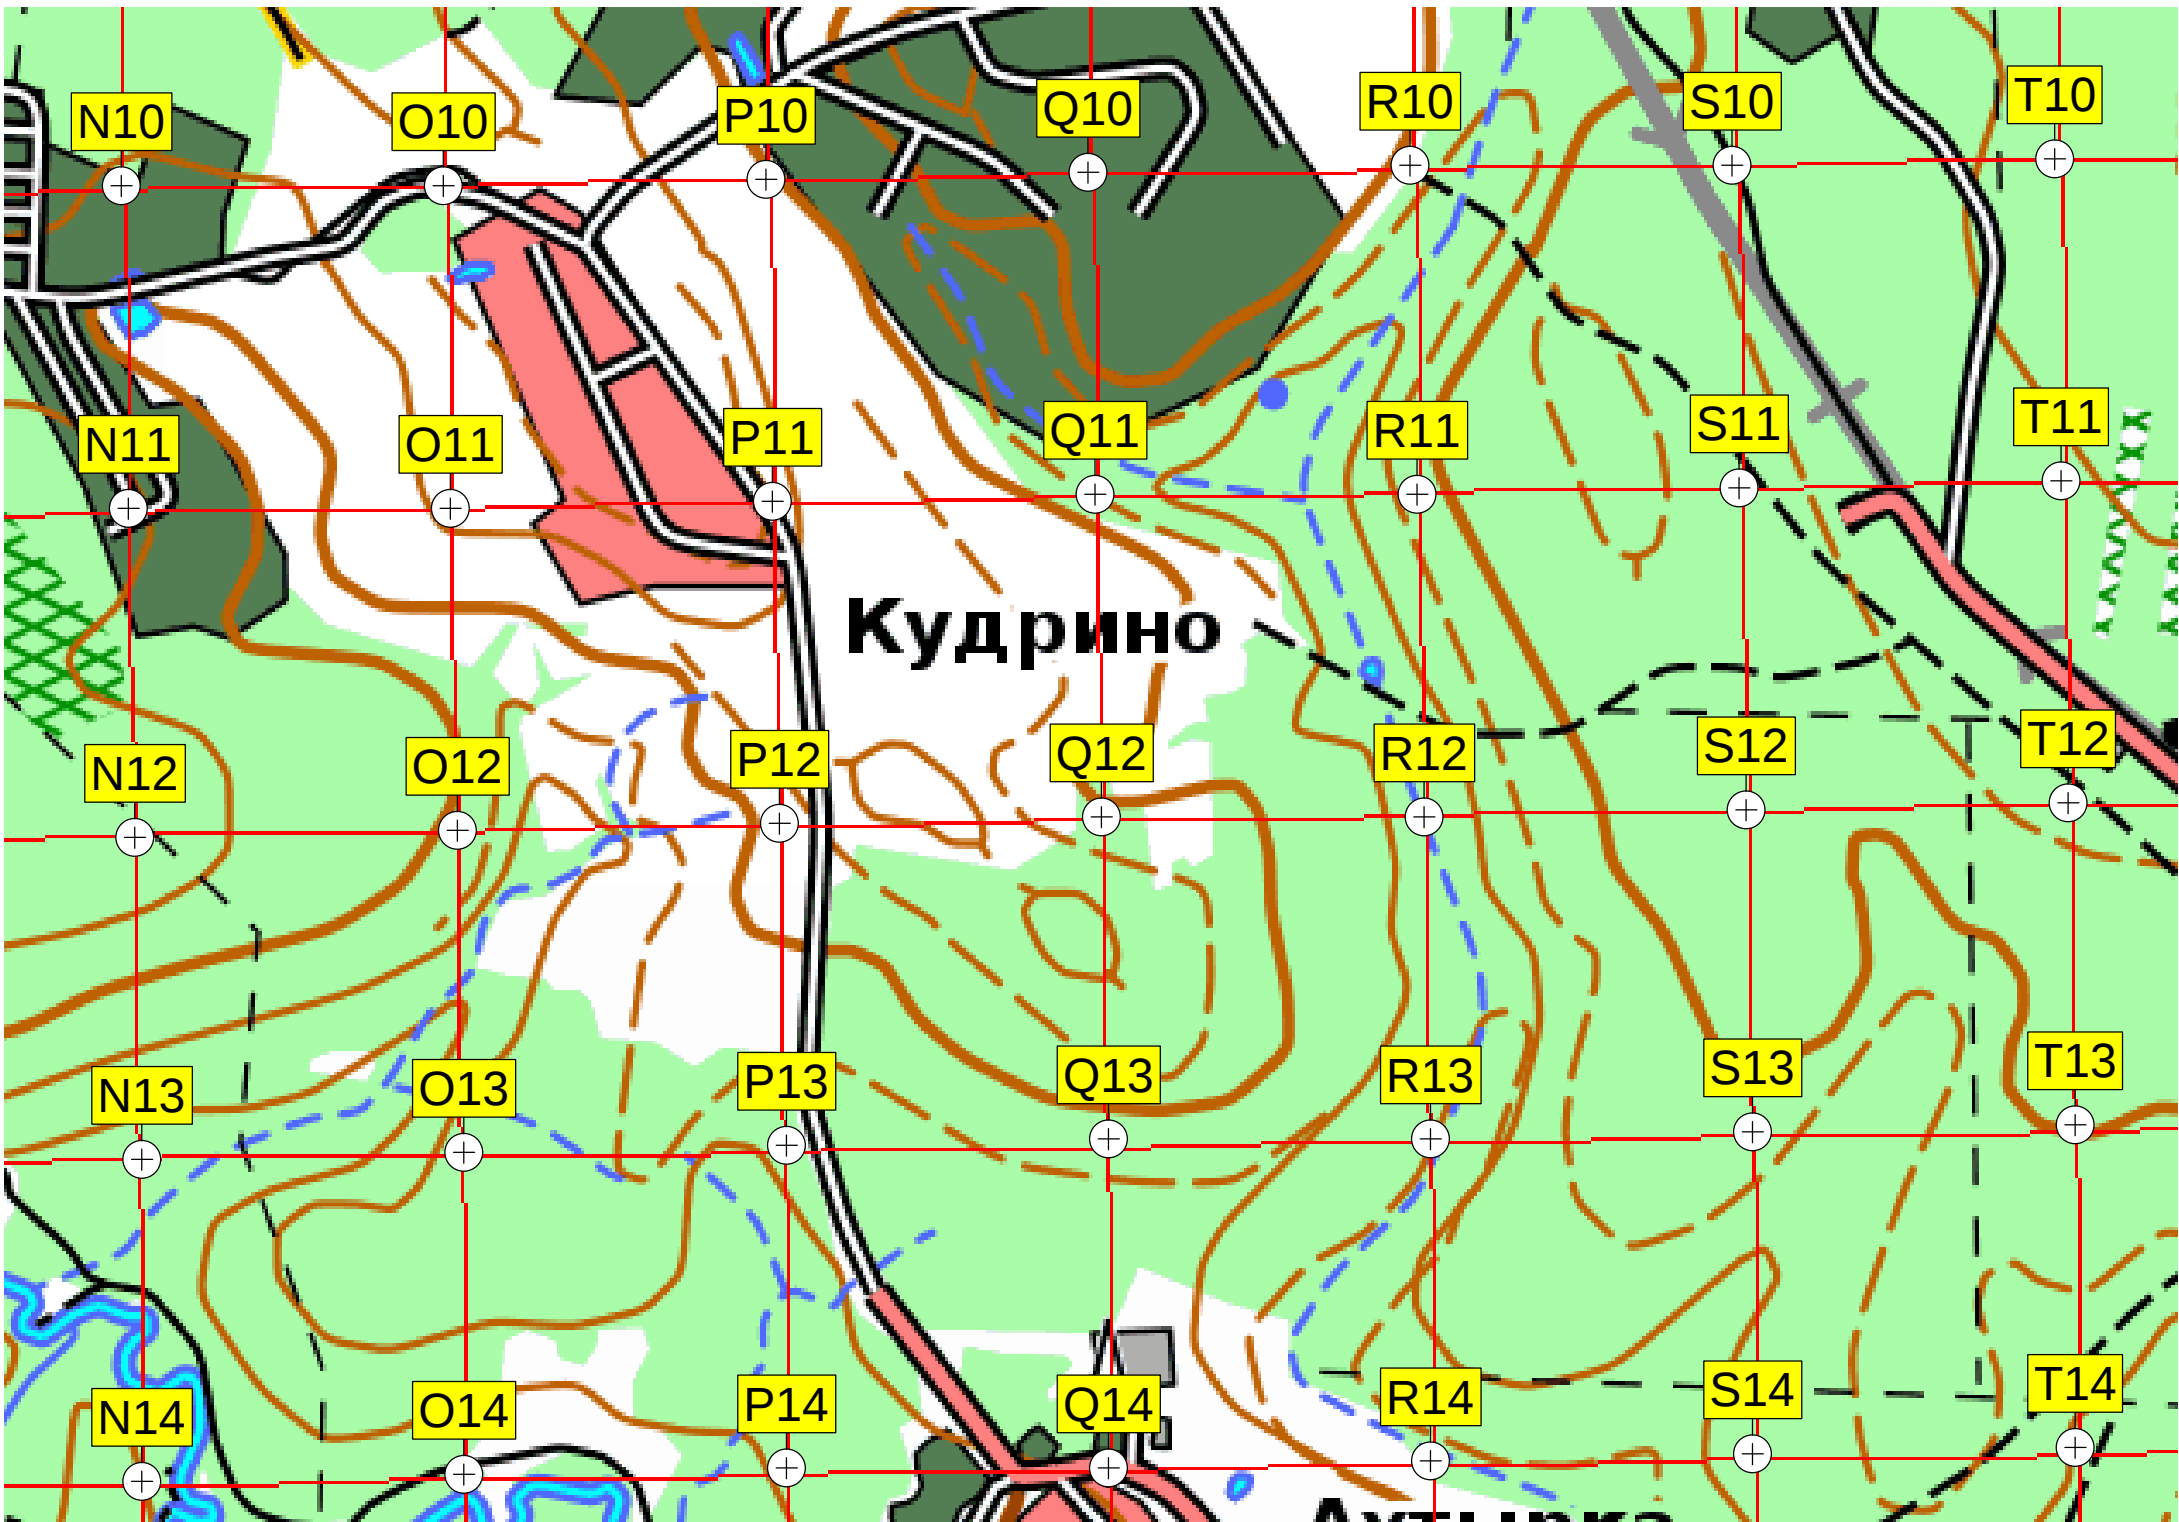 N10 O10 P10 Q10 R10 S10 T10
N11 O11 P11 Q11 R11 S11 T11
Кудрино
N12 O12 P12 Q12 R12 S12 T12
N13 O13 P13 Q13 R13 S13 T13
N14 O14 P14 Q14 R14 S14 T14
Ахтырка